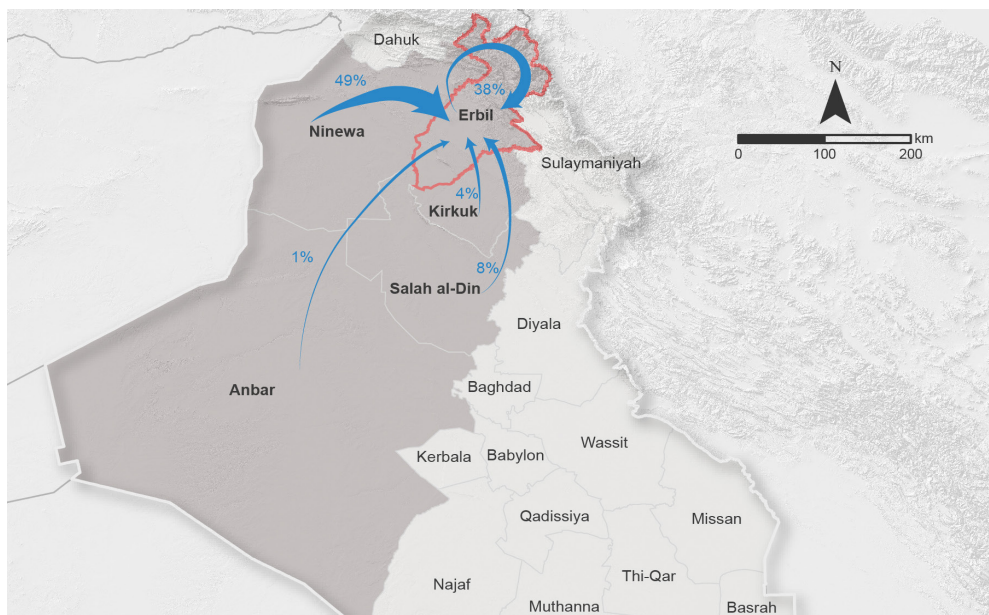 Dahuk
N
49%
38%
Erbil
Ninewa
km
0
100
200
Sulaymaniyah
4%
Kirkuk
1%
8%
Salah al-Din
Diyala
Anbar
Baghdad
Wassit
Kerbala
Babylon
Qadissiya
Missan
Najaf
Thi-Qar
Muthanna
Basrah